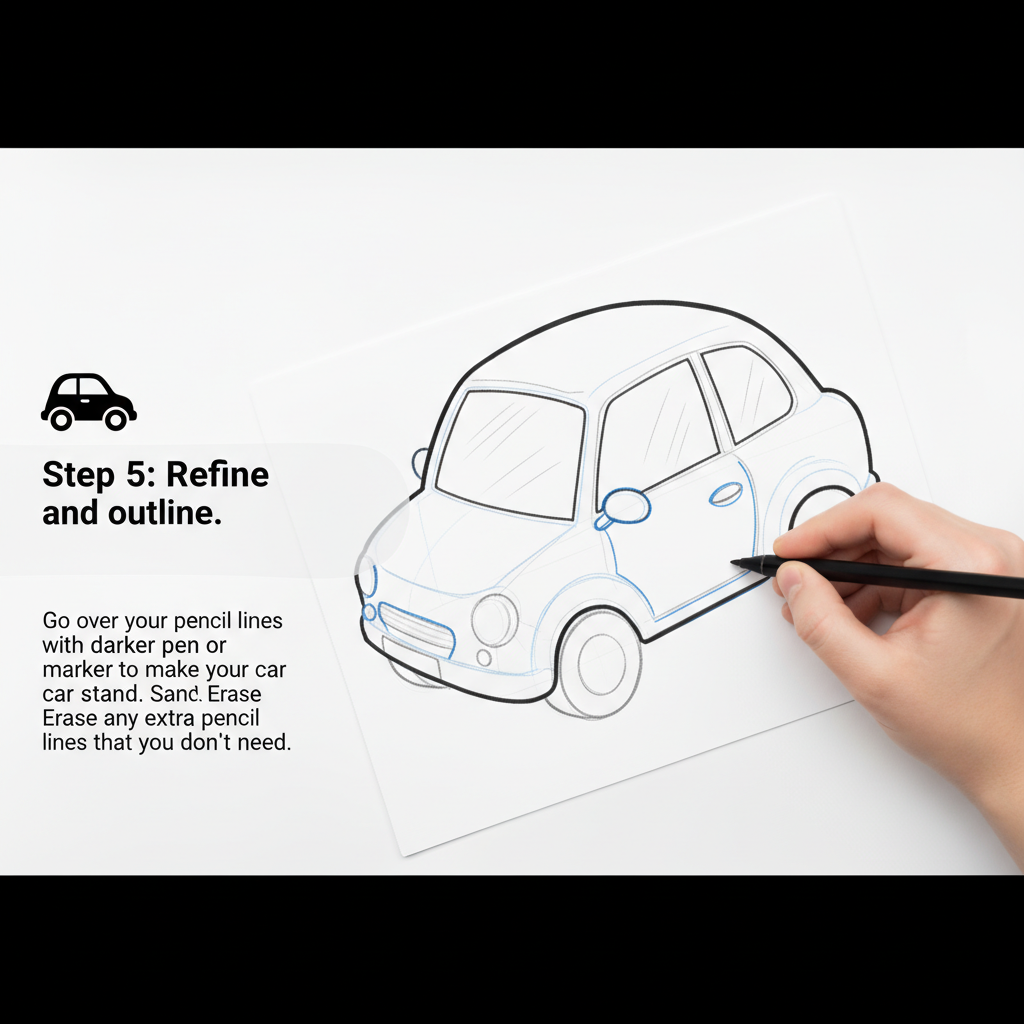 Step 5: Refine
and outline.
Go over your pencil lines
with darker pen or
marker to make your car
car stand. Sand. Erase
Erase any extra pencil
lines that you don't need.